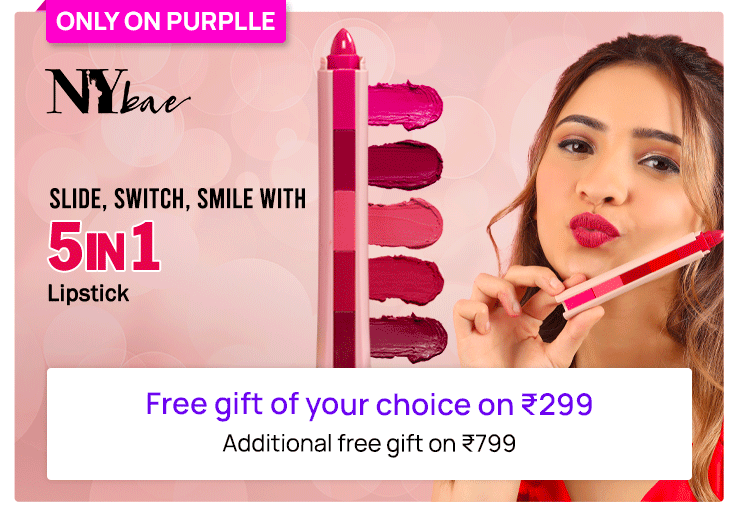 ONLY ON PURPLLE
NYbae
SLIDE, SWITCH, SMILE WITH
5IN1
Lipstick
Free gift of your choice on ₹299
Additional free gift on ₹799